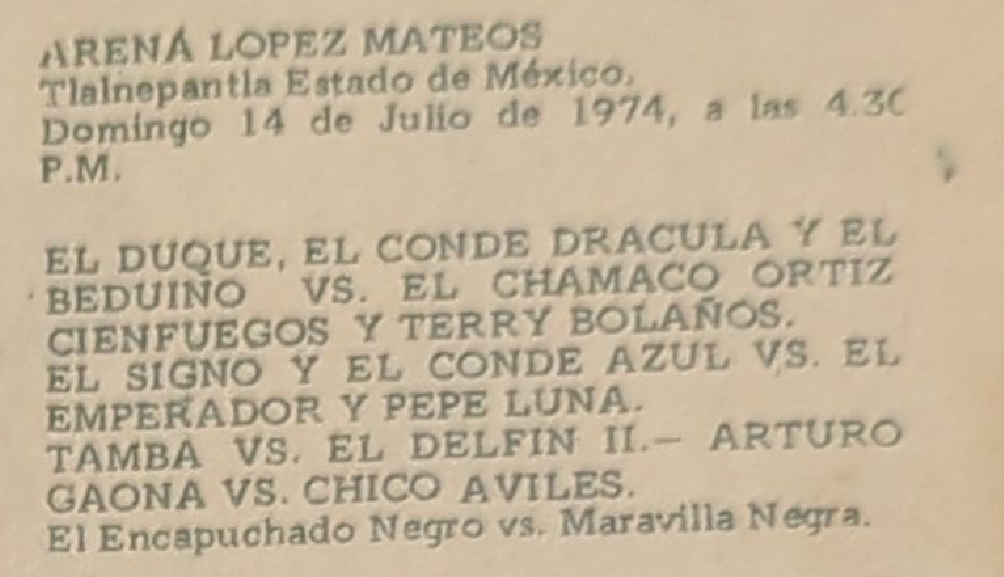 ARENA LOPEZ MATEOS
Tlalnepantla Estado de México.
Domingo 14 de Julio de 1974, a las 4.30
P.M.
EL DUQUE, EL CONDE DRACULA Y EL
BEDUINO VS. EL CHAMACO ORTIZ
CIENFUEGOS Y TERRY BOLAÑOS.
EL SIGNO Y EL CONDE AZUL VS. EL
EMPERADOR Y PEPE LUNA.
TAMBA VS. EL DELFIN II.— ARTURO
GAONA VS. CHICO AVILES.
El Encapuchado Negro vs. Maravilla Negra.